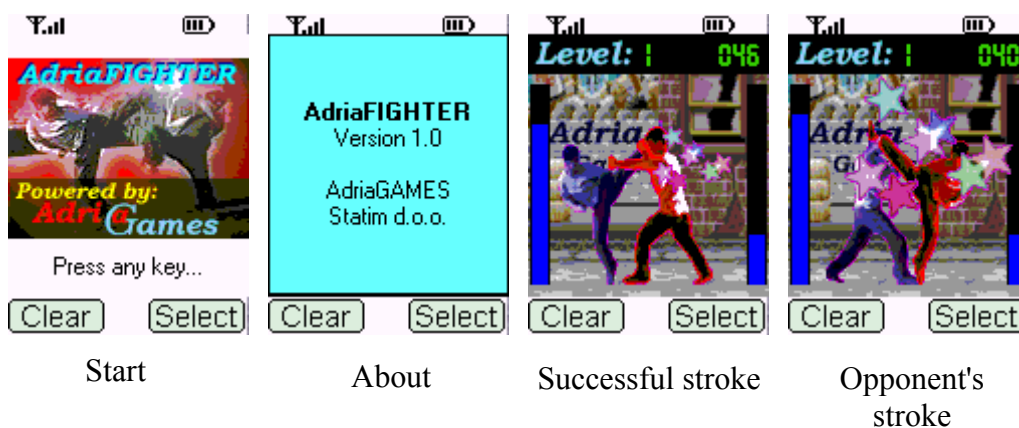 AdriaFIGHTER
Powered by:
Adria
Games
Press any key...
Clear Select
Start
AdriaFIGHTER
Version 1.0
AdriaGAMES
Statim d.o.o.
Clear Select
About
Level: 1 046
Adria
Clear Select
Successful stroke
Level: 1 040
Adria
Clear Select
Opponent's
stroke